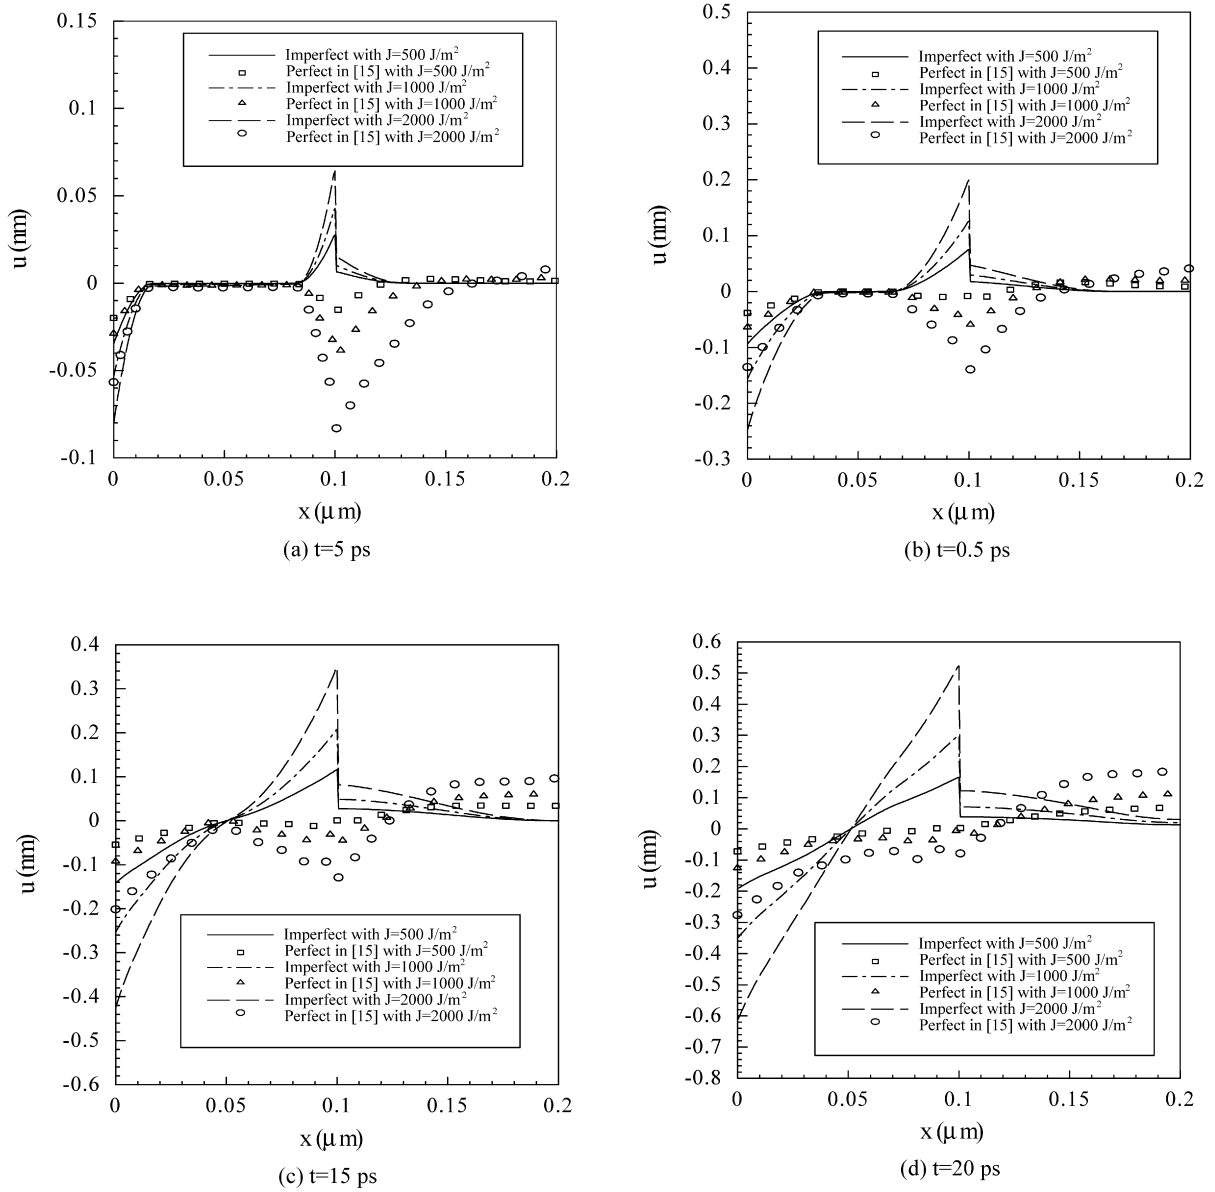 0.15
0.1
0.05
0
-0.05
-0.1
u (nm)
Imperfect with J=500 J/m²
Perfect in [15] with J=500 J/m²
Imperfect with J=1000 J/m²
Perfect in [15] with J=1000 J/m²
Imperfect with J=2000 J/m²
Perfect in [15] with J=2000 J/m²
0 0.05 0.1 0.15 0.2
x (μ m)
(a) t=5 ps
0.5
0.4
0.3
0.2
0.1
0
-0.1
-0.2
-0.3
u (nm)
Imperfect with J=500 J/m²
Perfect in [15] with J=500 J/m²
Imperfect with J=1000 J/m²
Perfect in [15] with J=1000 J/m²
Imperfect with J=2000 J/m²
Perfect in [15] with J=2000 J/m²
0 0.05 0.1 0.15 0.2
x (μ m)
(b) t=0.5 ps
0.4
0.3
0.2
0.1
0
-0.1
-0.2
-0.3
-0.4
-0.5
-0.6
u (nm)
Imperfect with J=500 J/m²
Perfect in [15] with J=500 J/m²
Imperfect with J=1000 J/m²
Perfect in [15] with J=1000 J/m²
Imperfect with J=2000 J/m²
Perfect in [15] with J=2000 J/m²
0 0.05 0.1 0.15 0.2
x (μ m)
(c) t=15 ps
0.6
0.5
0.4
0.3
0.2
0.1
0
-0.1
-0.2
-0.3
-0.4
-0.5
-0.6
-0.7
-0.8
u (nm)
Imperfect with J=500 J/m²
Perfect in [15] with J=500 J/m²
Imperfect with J=1000 J/m²
Perfect in [15] with J=1000 J/m²
Imperfect with J=2000 J/m²
Perfect in [15] with J=2000 J/m²
0 0.05 0.1 0.15 0.2
x (μ m)
(d) t=20 ps